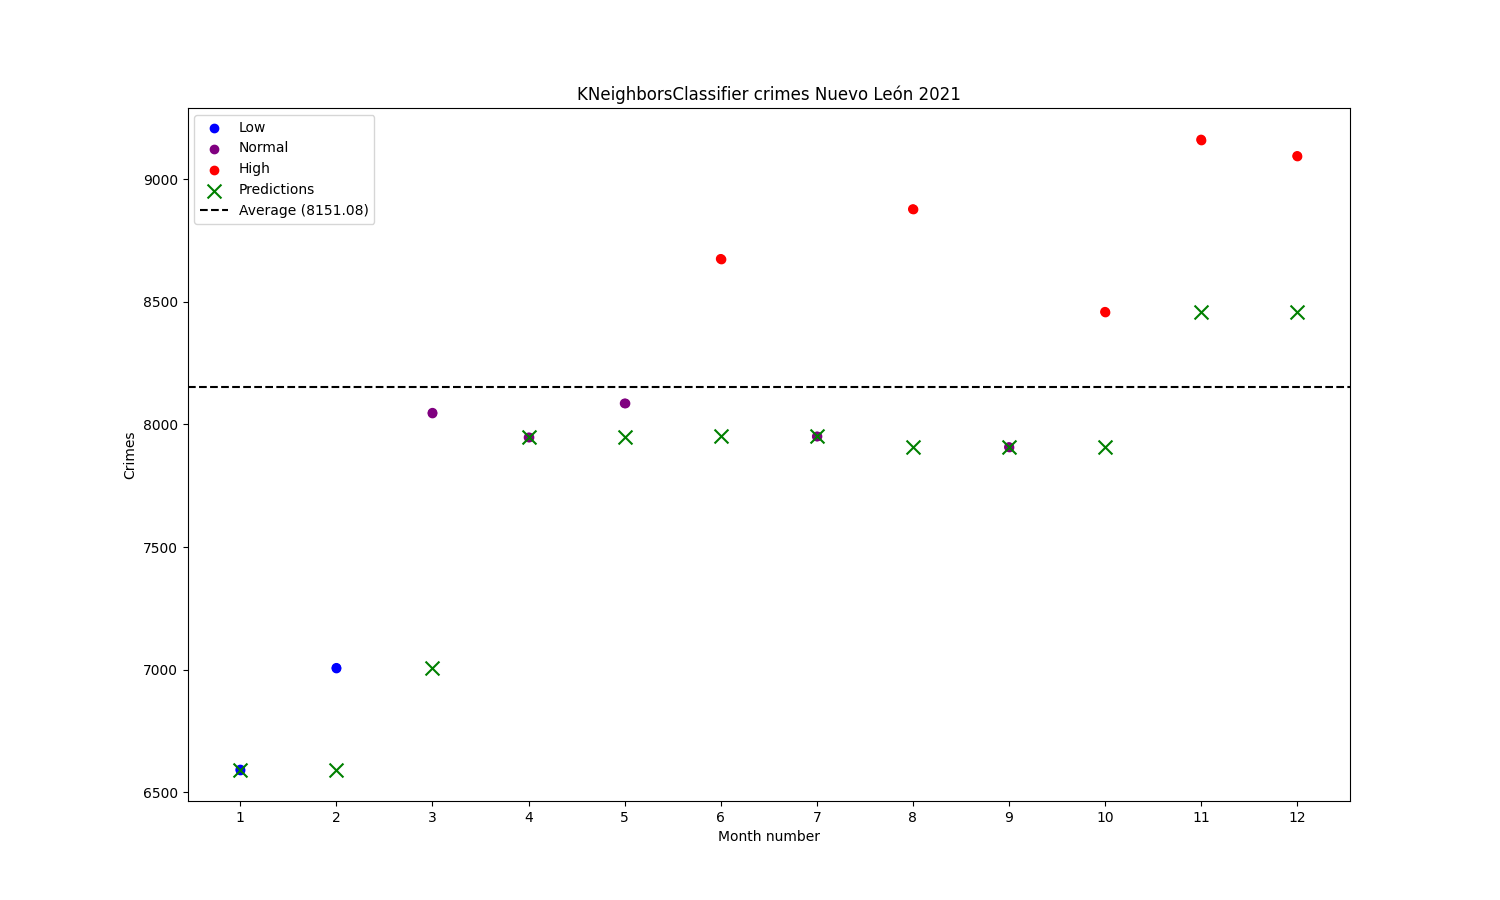 KNeighborsClassifier crimes Nuevo León 2021
Low
Normal
High
Predictions
Average (8151.08)
9000
8500
8000
7500
7000
6500
Crimes
1 2 3 4 5 6 7 8 9 10 11 12
Month number